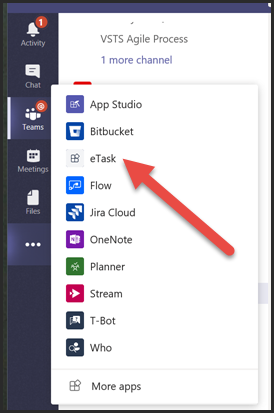 1
Activity
Chat
@
Teams
Meetings
Files
VSTS Agile Process
1 more channel
App Studio
Bitbucket
eTask
Flow
Jira Cloud
OneNote
Planner
Stream
T-Bot
Who
More apps